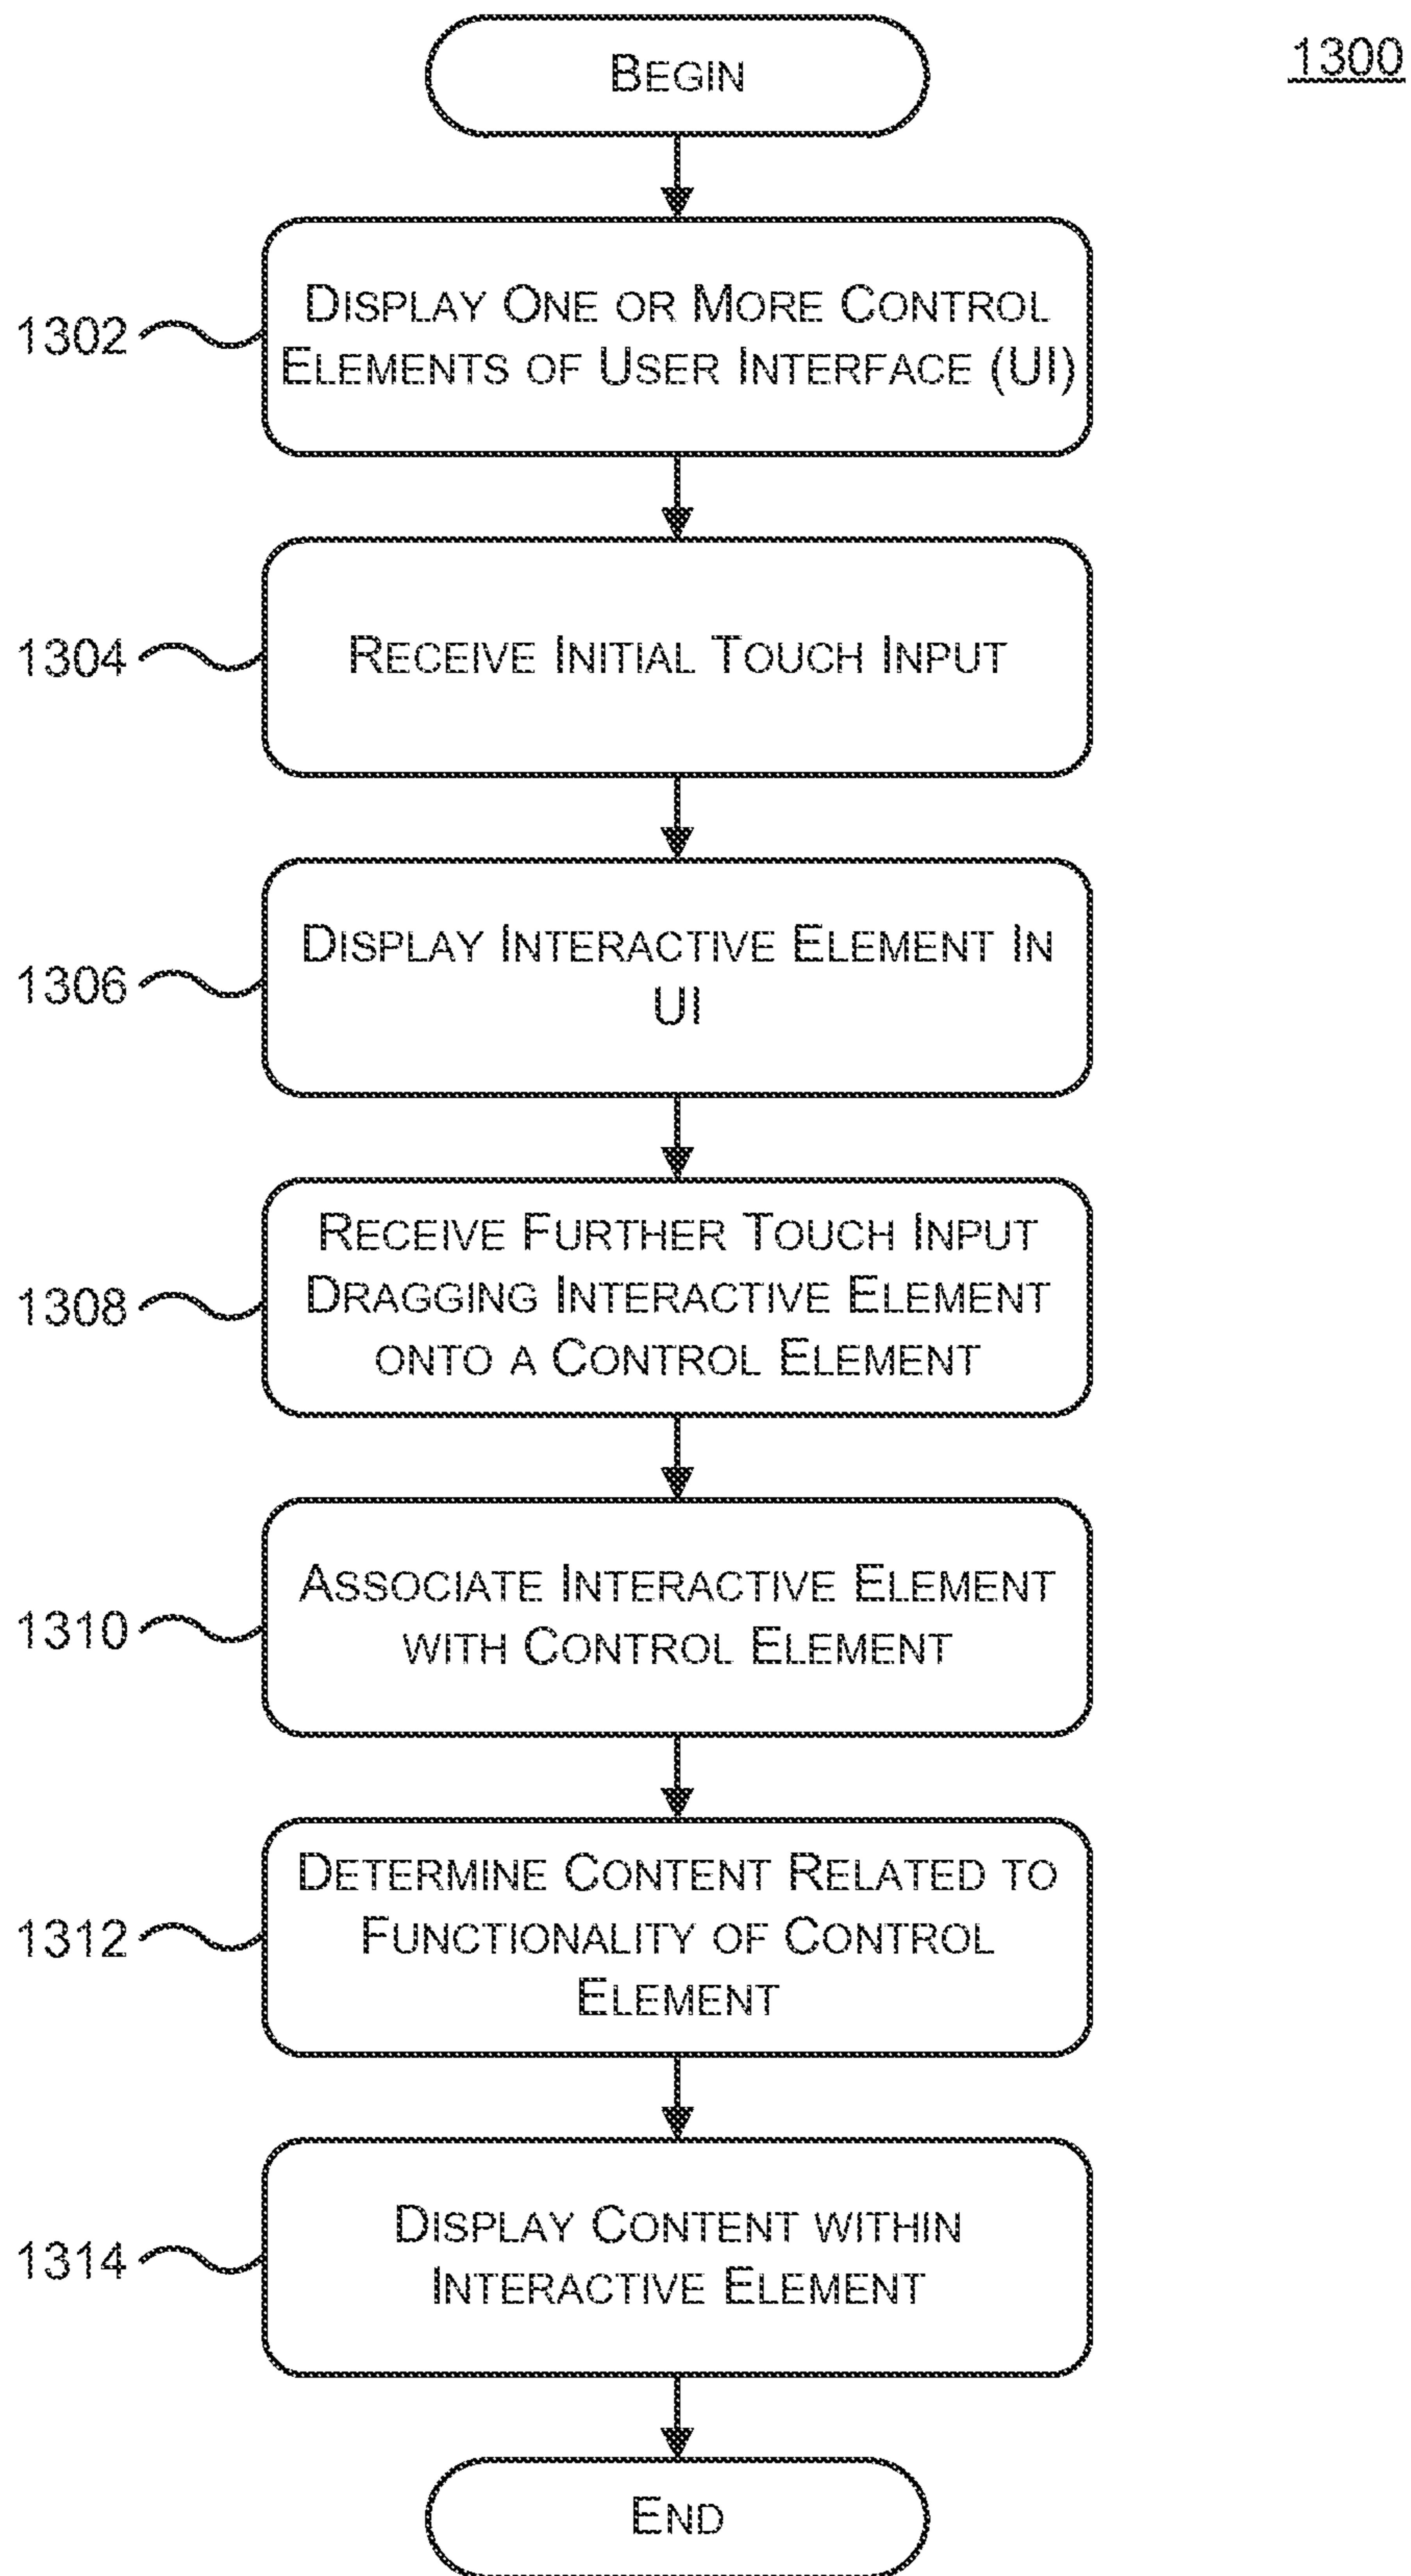 1300
BEGIN
1302
DISPLAY ONE OR MORE CONTROL
ELEMENTS OF USER INTERFACE (UI)
1304
RECEIVE INITIAL TOUCH INPUT
1306
DISPLAY INTERACTIVE ELEMENT IN
UI
1308
RECEIVE FURTHER TOUCH INPUT
DRAGGING INTERACTIVE ELEMENT
ONTO A CONTROL ELEMENT
1310
ASSOCIATE INTERACTIVE ELEMENT
WITH CONTROL ELEMENT
1312
DETERMINE CONTENT RELATED TO
FUNCTIONALITY OF CONTROL
ELEMENT
1314
DISPLAY CONTENT WITHIN
INTERACTIVE ELEMENT
END